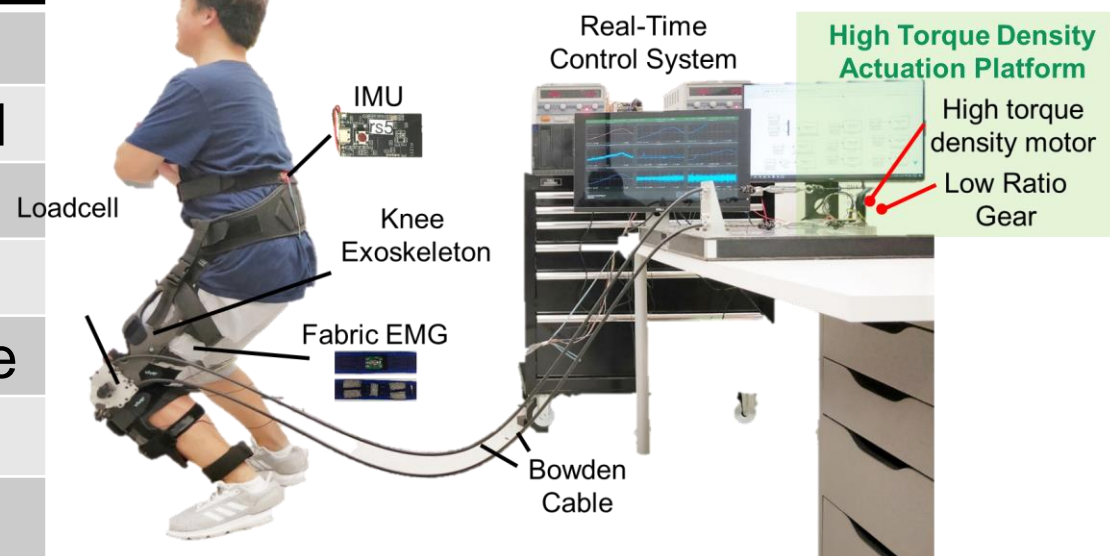 Real-Time
Control System
High Torque Density
Actuation Platform
IMU
rs5
High torque
density motor
Low Ratio
Gear
Loadcell
Knee
Exoskeleton
Fabric EMG
e
Bowden
Cable